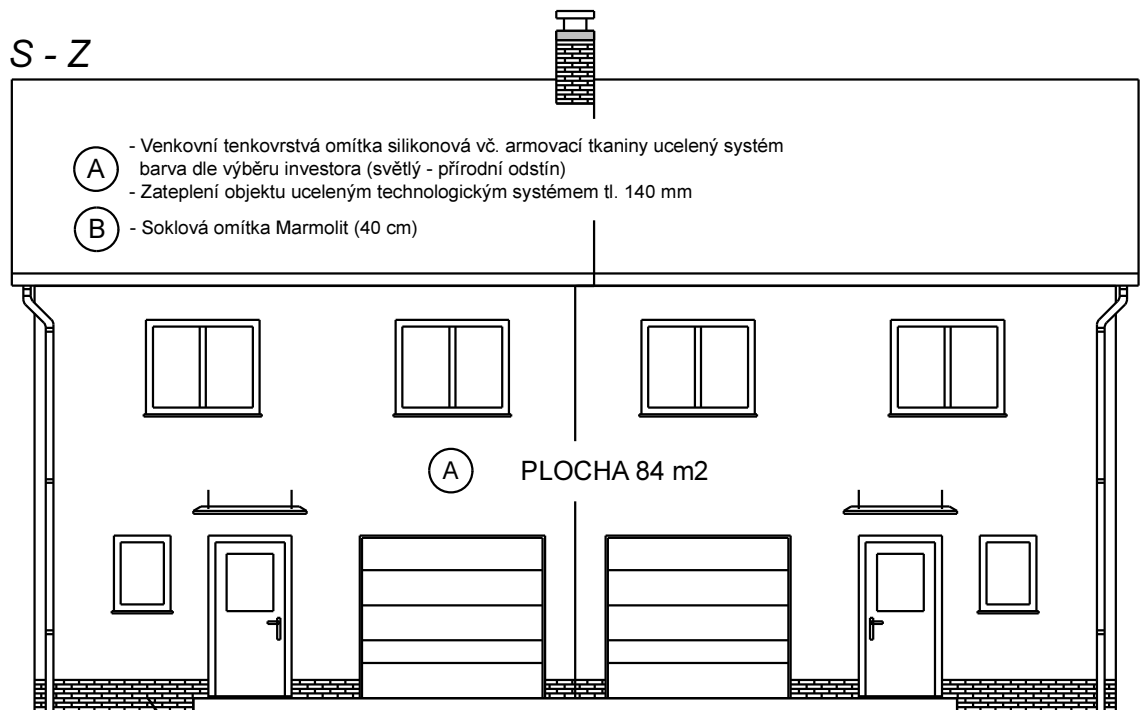 S - Z
A
- Venkovní tenkovrstvá omítka silikonová vč. armovací tkaniny ucelený systém
barva dle výběru investora (světlý - přírodní odstín)
- Zateplení objektu uceleným technologickým systémem tl. 140 mm
B - Soklová omítka Marmolit (40 cm)
A PLOCHA 84 m2